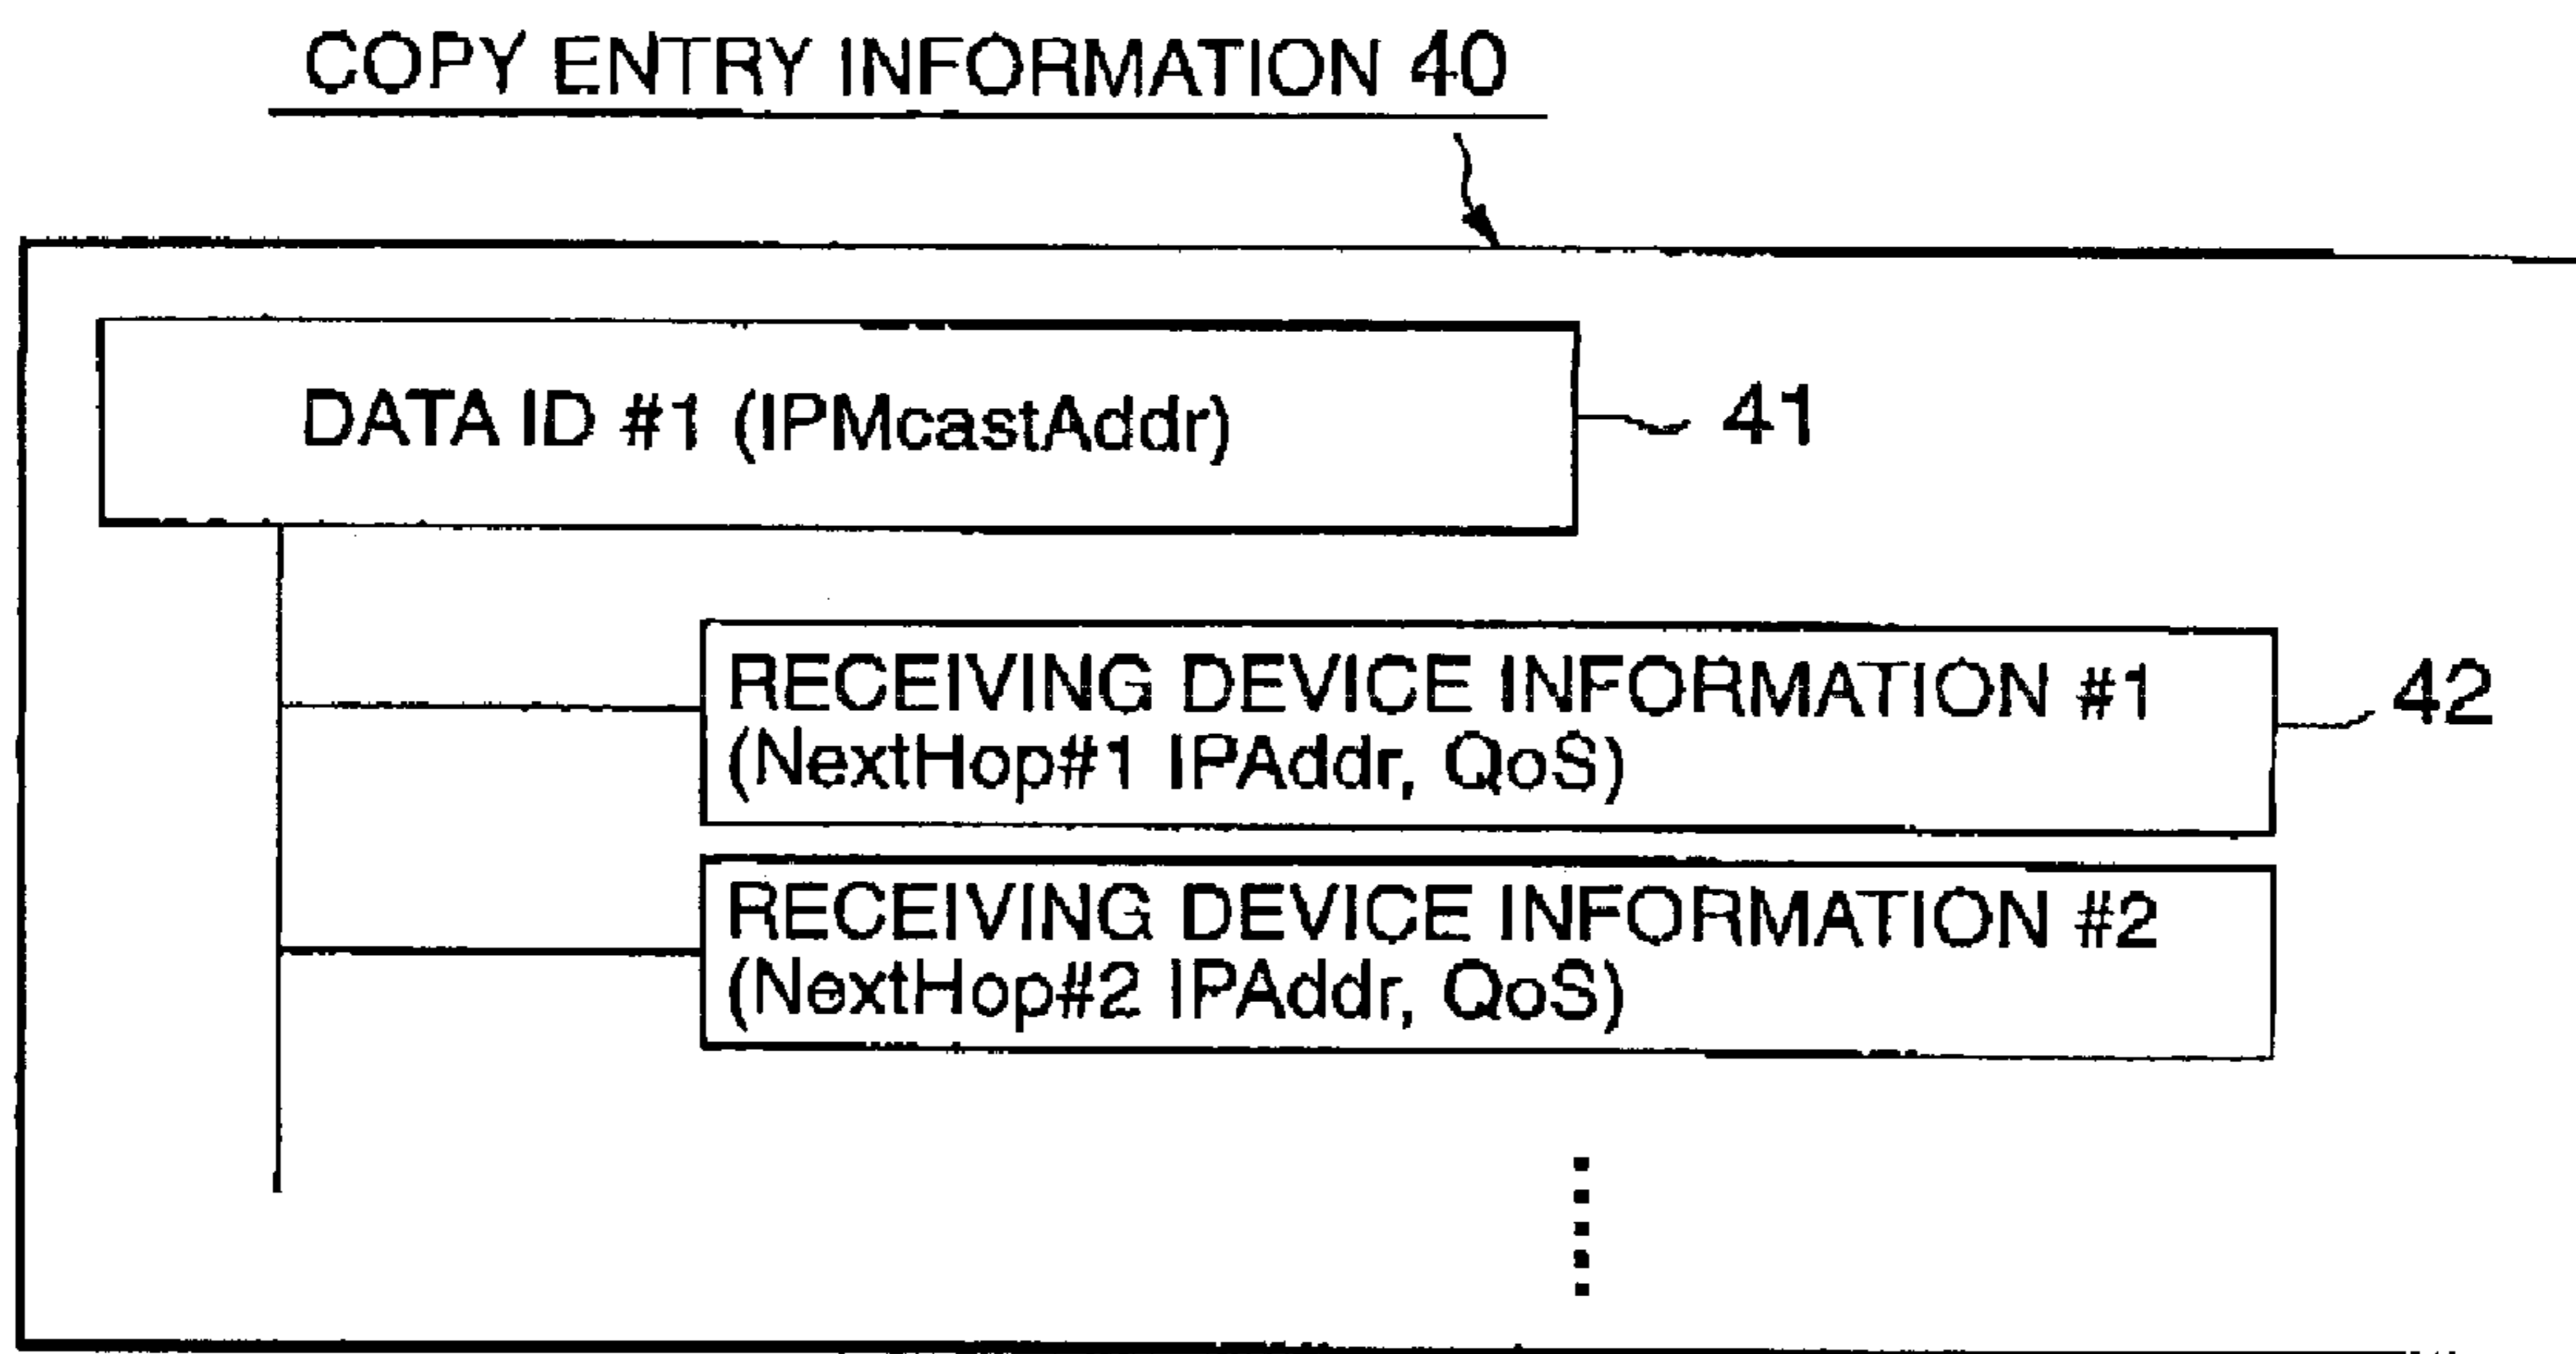 COPY ENTRY INFORMATION 40
DATA ID #1 (IPMcastAddr)
41
RECEIVING DEVICE INFORMATION #1
(NextHop#1 IPAddr, QoS)
42
RECEIVING DEVICE INFORMATION #2
(NextHop#2 IPAddr, QoS)